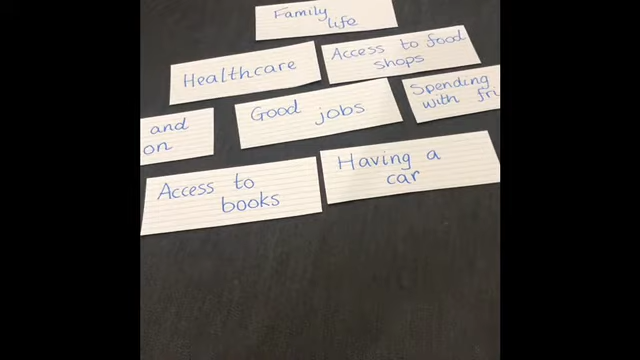 Family
life
Healthcare
Access to food
shops
and
on
Good jobs
Spending
with
Access to
books
Having a
car